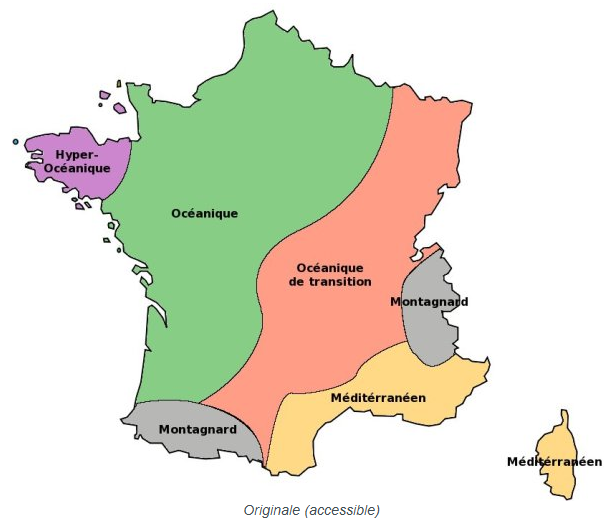 Hyper-
Océanique
Océanique
Océanique
de transition
Montagnard
Méditérranéen
Montagnard
Méditérranéen
Originale (accessible)